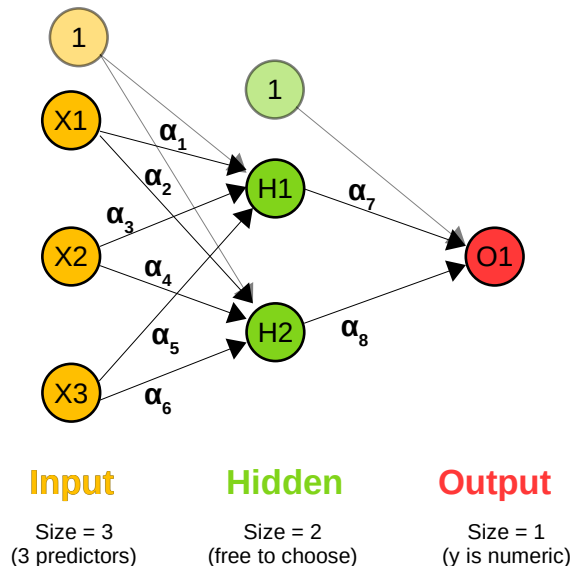 1
1
X1
α1
α2
H1
α7
α3
X2
O1
α4
H2
α5
α8
X3
α6
Input
Hidden
Output
Size = 3
(3 predictors)
Size = 2
(free to choose)
Size = 1
(y is numeric)